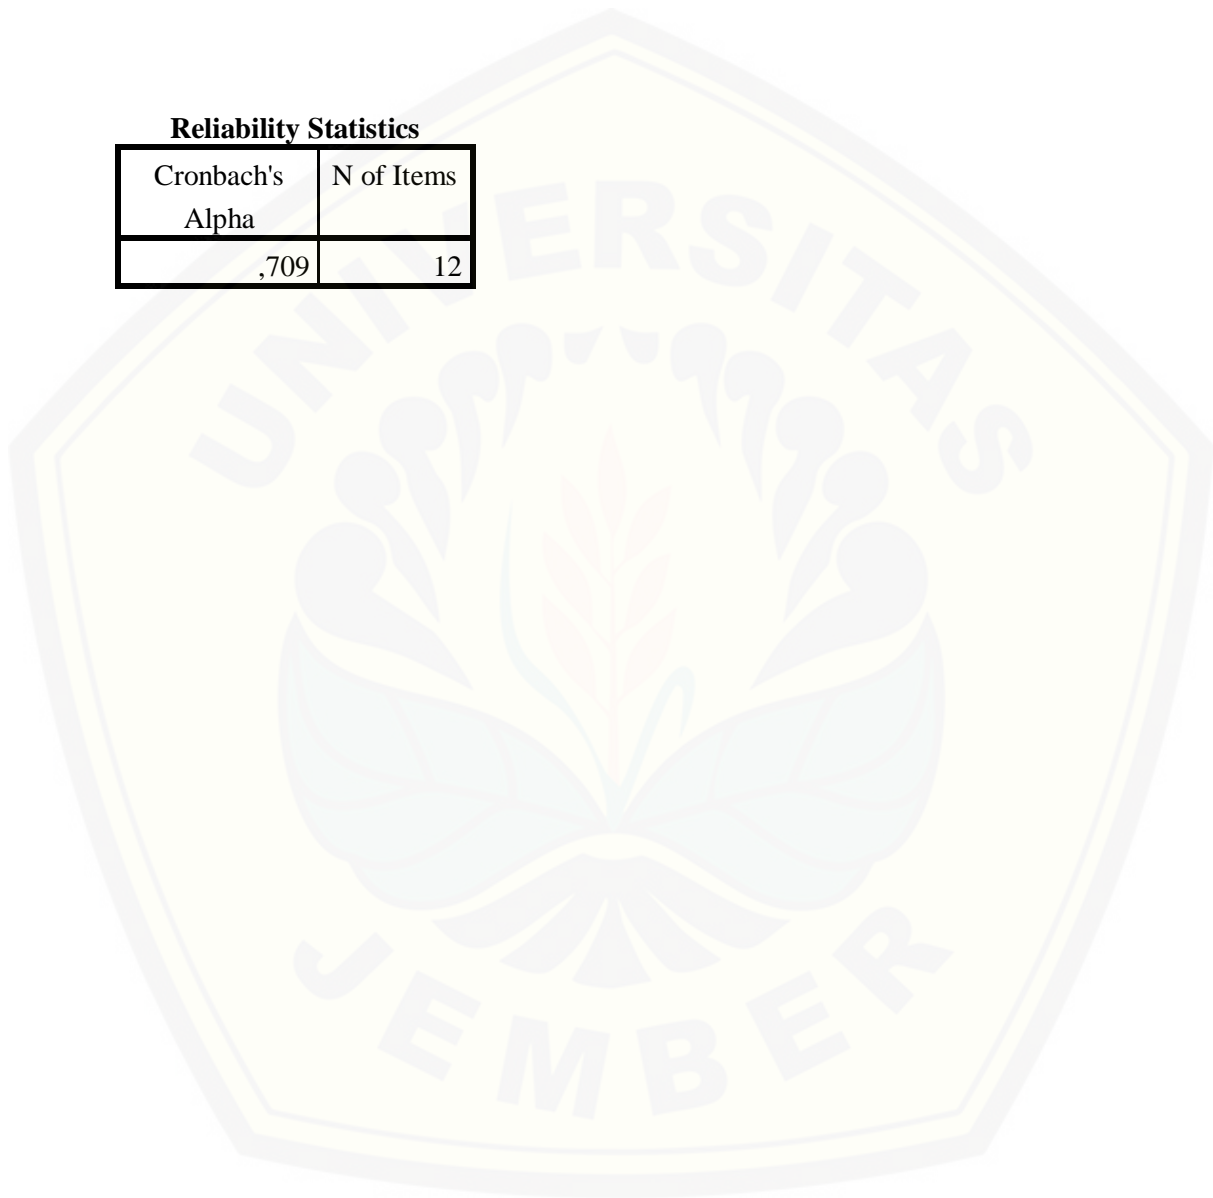 Reliability Statistics
Cronbach's Alpha N of Items
,709 12
UNIVERSITAS
JEMBER